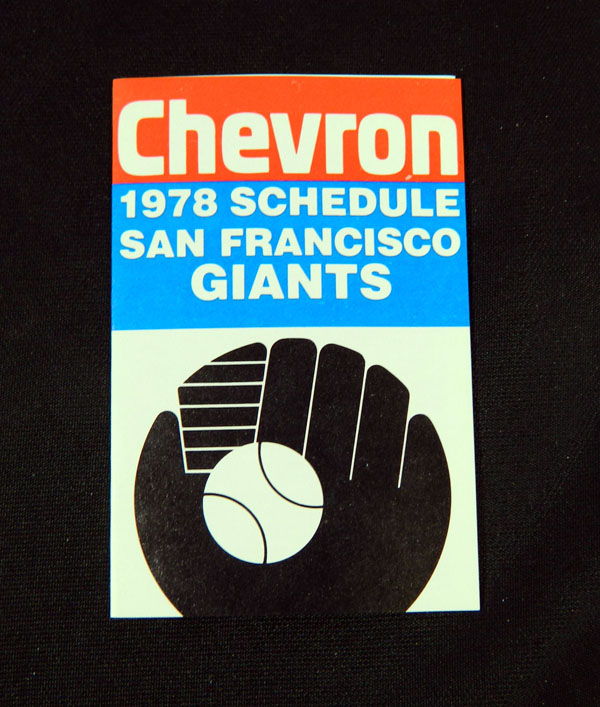 Chevron
1978 SCHEDULE
SAN FRANCISCO
GIANTS